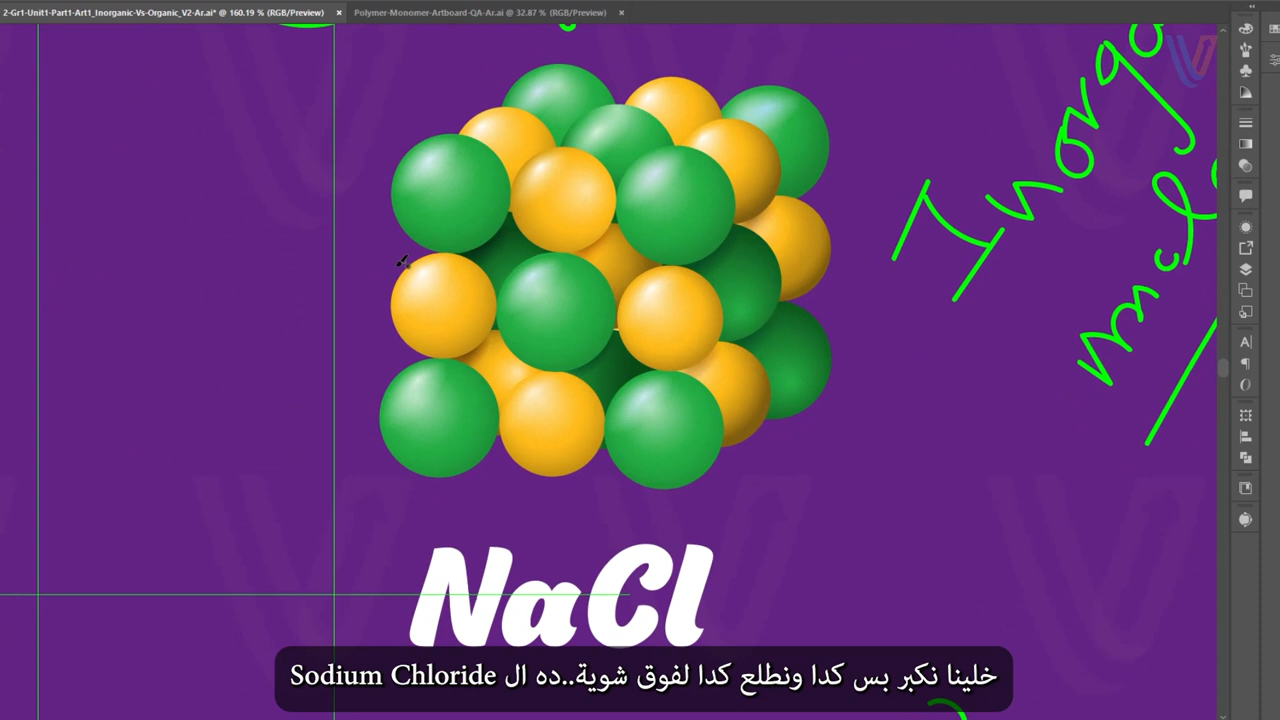 2-Gr1-Unit1-Part1-Art1_Inorganic-Vs-Organic_V2-Ar.ai* @ 160.19 % (RGB/Preview) ×
Polymer-Monomer-Artboard-QA-Ar.ai @ 32.87 % (RGB/Preview) ×
NaCl
خلينا نكبر بس كدا ونطلع كدا لفوق شوية..ده ال Sodium Chloride